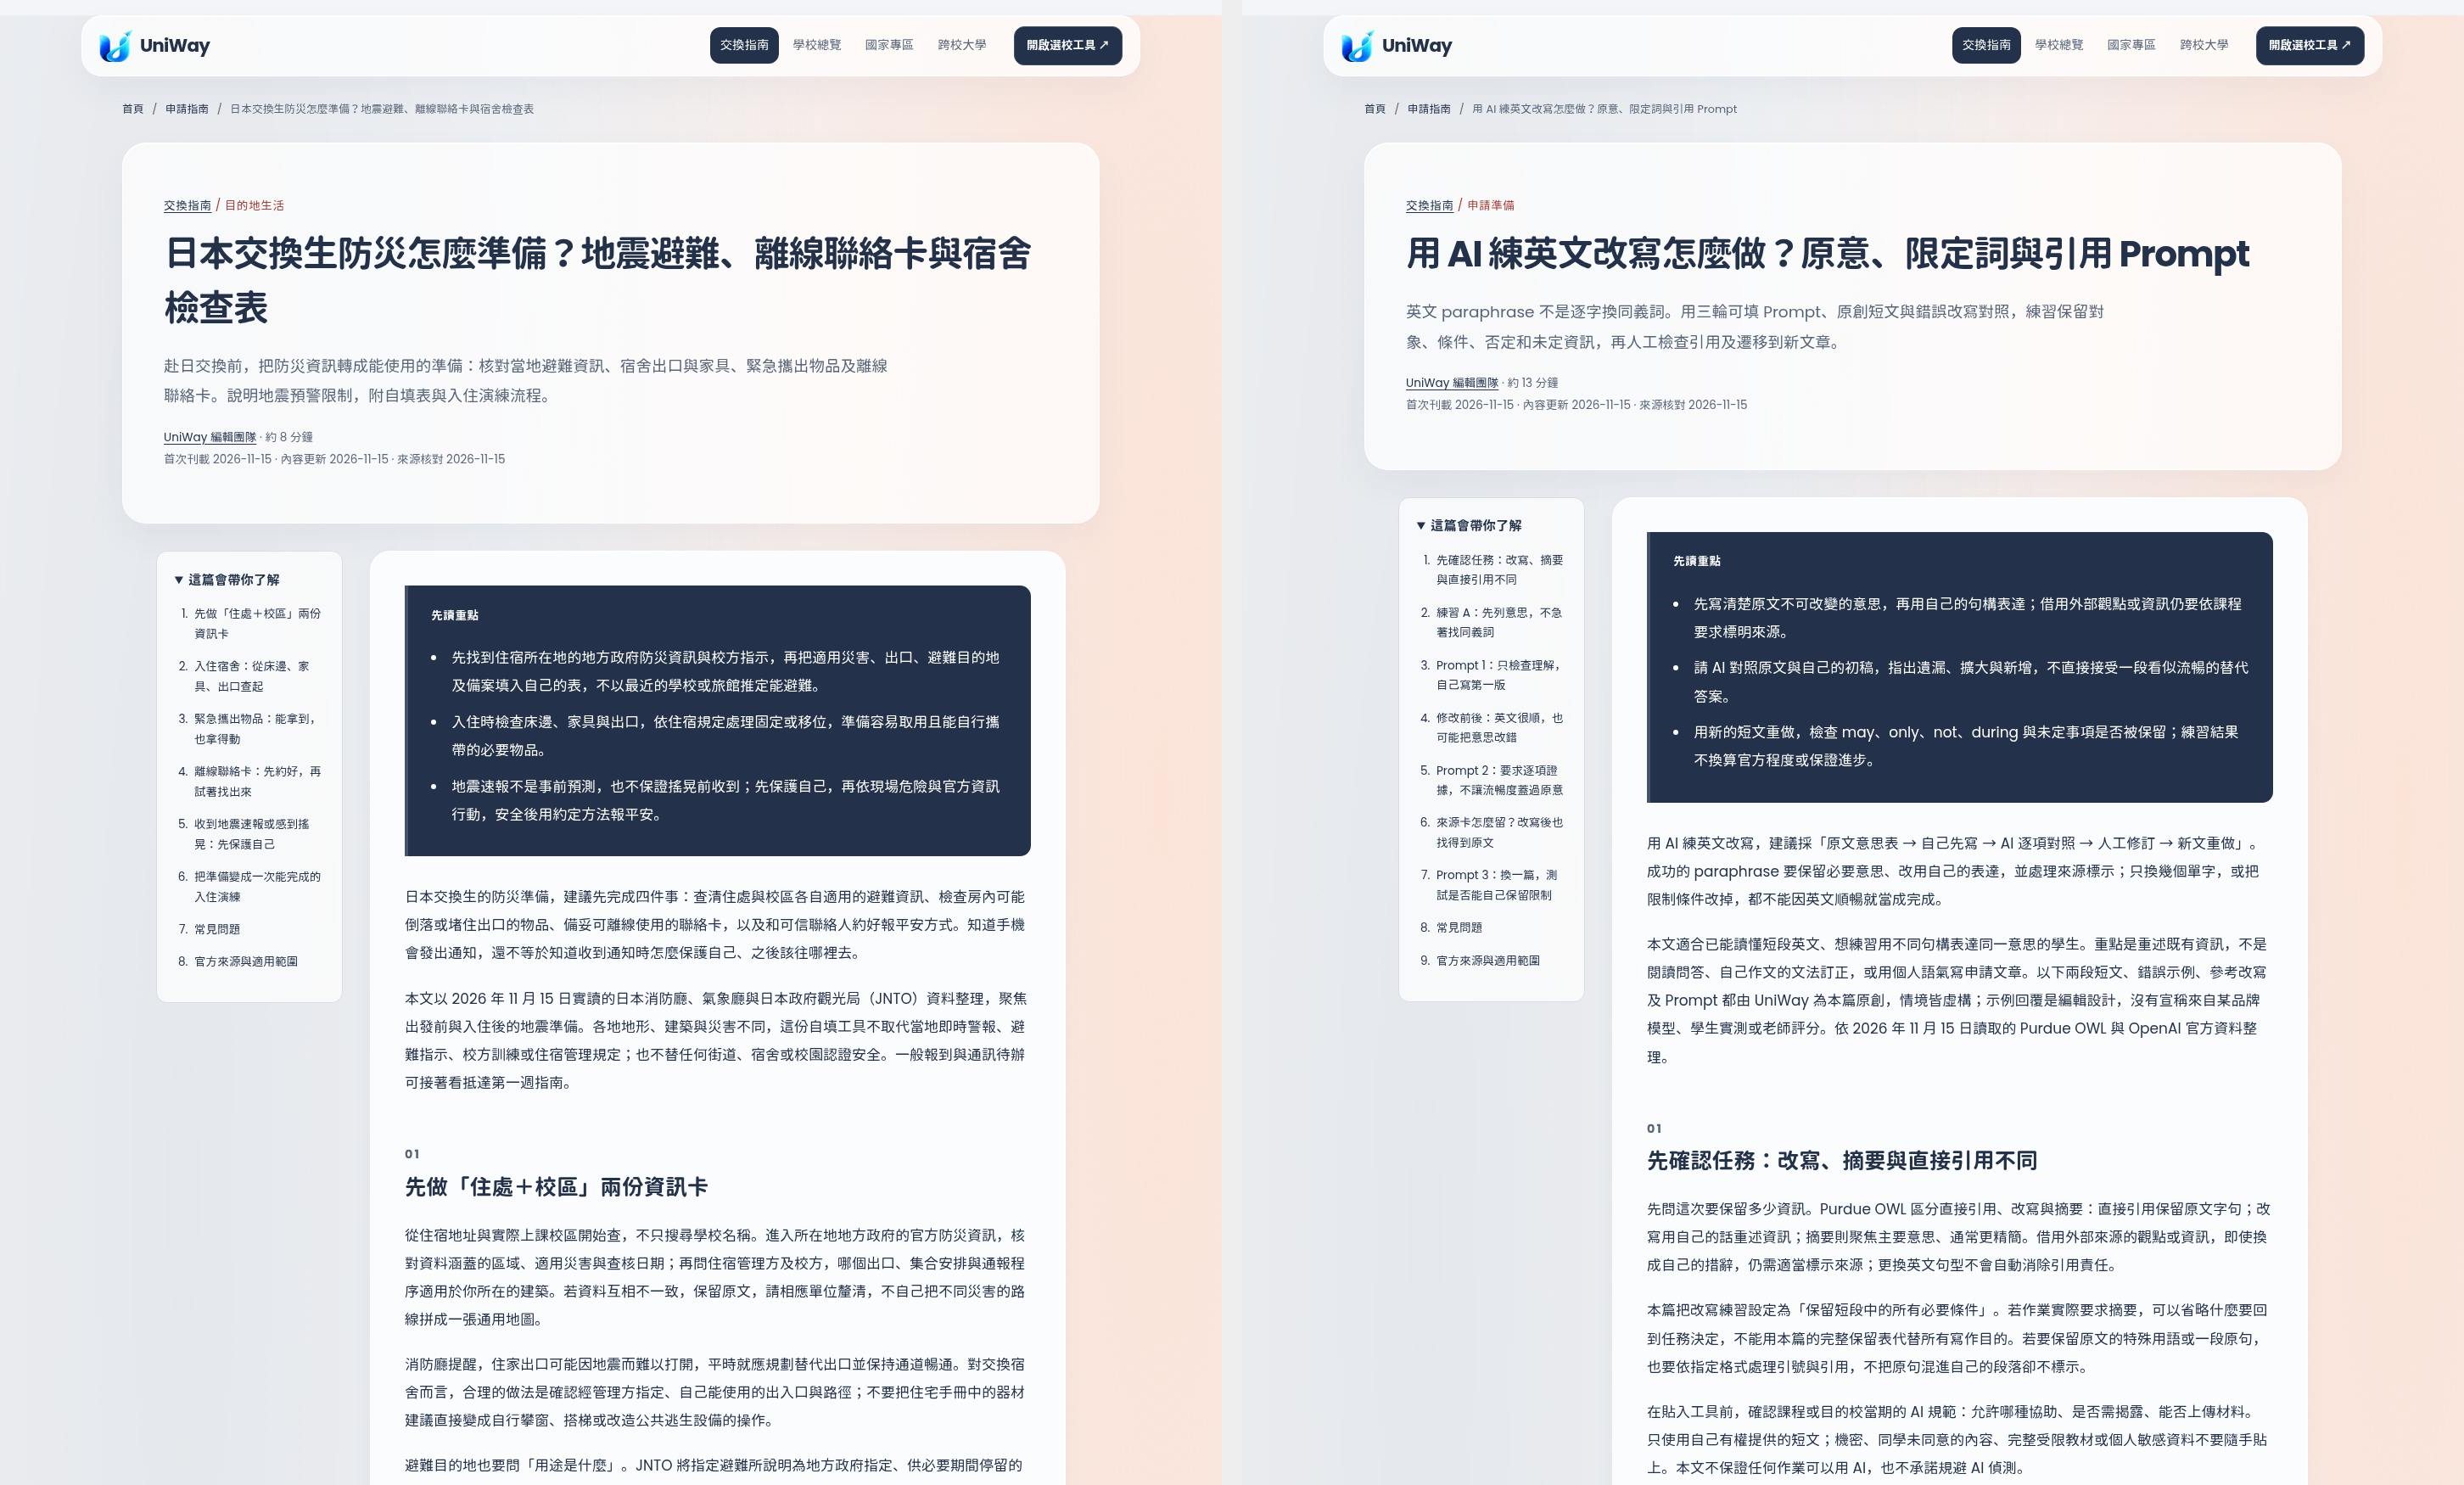 UniWay
交換指南
學校總覽
國家專區
跨校大學
開啟選校工具 ↗
首頁 / 申請指南 / 日本交換生防災怎麼準備？地震避難、離線聯絡卡與宿舍檢查表
交換指南 / 目的地生活
日本交換生防災怎麼準備？地震避難、離線聯絡卡與宿舍
檢查表
赴日交換前，把防災資訊轉成能使用的準備：核對當地避難資訊、宿舍出口與家具、緊急攜出物品及離線
聯絡卡。說明地震預警限制，附自填表與入住演練流程。
UniWay 編輯團隊 · 約 8 分鐘
首次刊載 2026-11-15 · 內容更新 2026-11-15 · 來源核對 2026-11-15
▼ 這篇會帶你了解
1. 先做「住處＋校區」兩份
資訊卡
2. 入住宿舍：從床邊、家
具、出口查起
3. 緊急攜出物品：能拿到，
也拿得動
4. 離線聯絡卡：先約好，再
試著找出來
5. 收到地震速報或感到搖
晃：先保護自己
6. 把準備變成一次能完成的
入住演練
7. 常見問題
8. 官方來源與適用範圍
先讀重點
• 先找到住宿所在地的地方政府防災資訊與校方指示，再把適用災害、出口、避難目的地
及備案填入自己的表，不以最近的學校或旅館推定能避難。
• 入住時檢查床邊、家具與出口，依住宿規定處理固定或移位，準備容易取用且能自行攜
帶的必要物品。
• 地震速報不是事前預測，也不保證搖晃前收到；先保護自己，再依現場危險與官方資訊
行動，安全後用約定方法報平安。
日本交換生的防災準備，建議先完成四件事：查清住處與校區各自適用的避難資訊、檢查房內可能
倒落或堵住出口的物品、備妥可離線使用的聯絡卡，以及和可信聯絡人約好報平安方式。知道手機
會發出通知，還不等於知道收到通知時怎麼保護自己、之後該往哪裡去。
本文以 2026 年 11 月 15 日實讀的日本消防廳、氣象廳與日本政府觀光局（JNTO）資料整理，聚焦
出發前與入住後的地震準備。各地地形、建築與災害不同，這份自填工具不取代當地即時警報、避
難指示、校方訓練或住宿管理規定；也不替任何街道、宿舍或校園認證安全。一般報到與通訊待辦
可接著看抵達第一週指南。
01
先做「住處＋校區」兩份資訊卡
從住宿地址與實際上課校區開始查，不只搜尋學校名稱。進入所在地地方政府的官方防災資訊，核
對資料涵蓋的區域、適用災害與查核日期；再問住宿管理方及校方，哪個出口、集合安排與通報程
序適用於你所在的建築。若資料互相不一致，保留原文，請相應單位釐清，不自己把不同災害的路
線拼成一張通用地圖。
消防廳提醒，住家出口可能因地震而難以打開，平時就應規劃替代出口並保持通道暢通。對交換宿
舍而言，合理的做法是確認經管理方指定、自己能使用的出入口與路徑；不要把住宅手冊中的器材
建議直接變成自行攀窗、搭梯或改造公共逃生設備的操作。
避難目的地也要問「用途是什麼」。JNTO 將指定避難所說明為地方政府指定、供必要期間停留的
UniWay
交換指南
學校總覽
國家專區
跨校大學
開啟選校工具 ↗
首頁 / 申請指南 / 用 AI 練英文改寫怎麼做？原意、限定詞與引用 Prompt
交換指南 / 申請準備
用 AI 練英文改寫怎麼做？原意、限定詞與引用 Prompt
英文 paraphrase 不是逐字換同義詞。用三輪可填 Prompt、原創短文與錯誤改寫對照，練習保留對
象、條件、否定和未定資訊，再人工檢查引用及遷移到新文章。
UniWay 編輯團隊 · 約 13 分鐘
首次刊載 2026-11-15 · 內容更新 2026-11-15 · 來源核對 2026-11-15
▼ 這篇會帶你了解
1. 先確認任務：改寫、摘要
與直接引用不同
2. 練習 A：先列意思，不急
著找同義詞
3. Prompt 1：只檢查理解，
自己寫第一版
4. 修改前後：英文很順，也
可能把意思改錯
5. Prompt 2：要求逐項證
據，不讓流暢度蓋過原意
6. 來源卡怎麼留？改寫後也
找得到原文
7. Prompt 3：換一篇，測
試是否能自己保留限制
8. 常見問題
9. 官方來源與適用範圍
先讀重點
• 先寫清楚原文不可改變的意思，再用自己的句構表達；借用外部觀點或資訊仍要依課程
要求標明來源。
• 請 AI 對照原文與自己的初稿，指出遺漏、擴大與新增，不直接接受一段看似流暢的替代
答案。
• 用新的短文重做，檢查 may、only、not、during 與未定事項是否被保留；練習結果
不換算官方程度或保證進步。
用 AI 練英文改寫，建議採「原文意思表 → 自己先寫 → AI 逐項對照 → 人工修訂 → 新文重做」。
成功的 paraphrase 要保留必要意思、改用自己的表達，並處理來源標示；只換幾個單字，或把
限制條件改掉，都不能因英文順暢就當成完成。
本文適合已能讀懂短段英文、想練習用不同句構表達同一意思的學生。重點是重述既有資訊，不是
閱讀問答、自己作文的文法訂正，或用個人語氣寫申請文章。以下兩段短文、錯誤示例、參考改寫
及 Prompt 都由 UniWay 為本篇原創，情境皆虛構；示例回覆是編輯設計，沒有宣稱來自某品牌
模型、學生實測或老師評分。依 2026 年 11 月 15 日讀取的 Purdue OWL 與 OpenAI 官方資料整
理。
01
先確認任務：改寫、摘要與直接引用不同
先問這次要保留多少資訊。Purdue OWL 區分直接引用、改寫與摘要：直接引用保留原文字句；改
寫用自己的話重述資訊；摘要則聚焦主要意思、通常更精簡。借用外部來源的觀點或資訊，即使換
成自己的措辭，仍需適當標示來源；更換英文句型不會自動消除引用責任。
本篇把改寫練習設定為「保留短段中的所有必要條件」。若作業實際要求摘要，可以省略什麼要回
到任務決定，不能用本篇的完整保留表代替所有寫作目的。若要保留原文的特殊用語或一段原句，
也要依指定格式處理引號與引用，不把原句混進自己的段落卻不標示。
在貼入工具前，確認課程或目的校當期的 AI 規範：允許哪種協助、是否需揭露、能否上傳材料。
只使用自己有權提供的短文；機密、同學未同意的內容、完整受限教材或個人敏感資料不要隨手貼
上。本文不保證任何作業可以用 AI，也不承諾規避 AI 偵測。